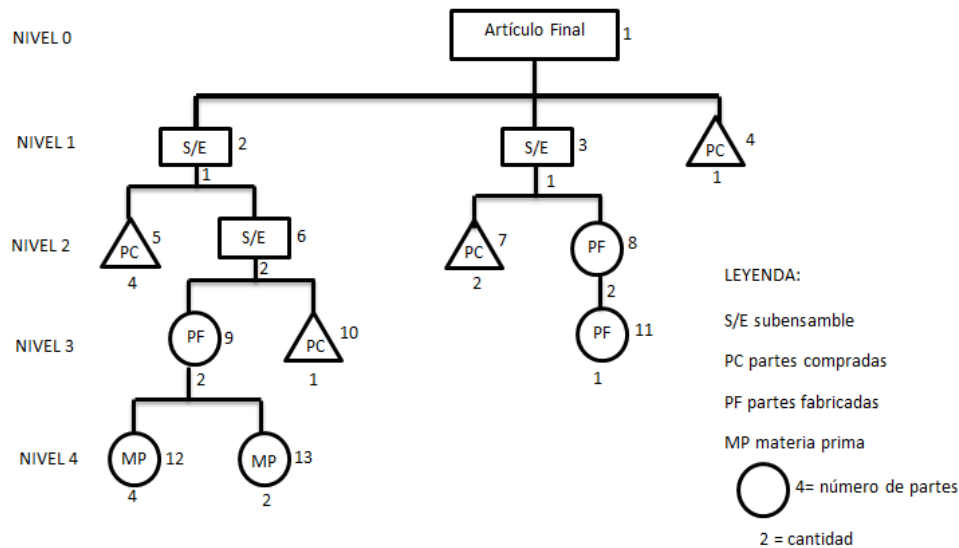 NIVEL 0
Artículo Final
1
NIVEL 1
S/E
2
1
S/E
3
1
PC
4
1
NIVEL 2
PC
5
4
S/E
6
2
PC
7
2
PF
8
2
NIVEL 3
PF
9
2
PC
10
1
PF
11
1
NIVEL 4
MP
12
4
MP
13
2
LEYENDA:
S/E subensamble
PC partes compradas
PF partes fabricadas
MP materia prima
4= número de partes
2 = cantidad